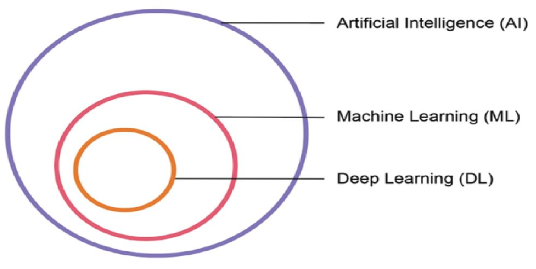 Artificial Intelligence (AI)
Machine Learning (ML)
Deep Learning (DL)